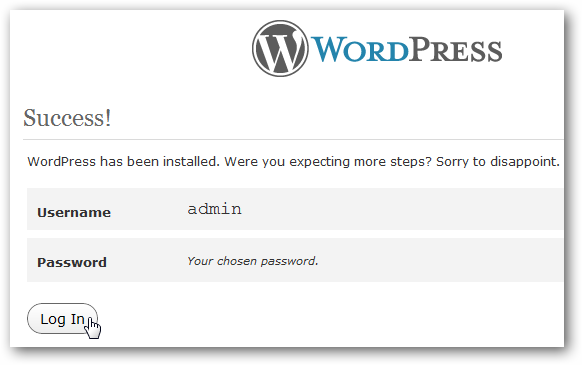 WORDPRESS
Success!
WordPress has been installed. Were you expecting more steps? Sorry to disappoint.
Username admin
Password Your chosen password.
Log In